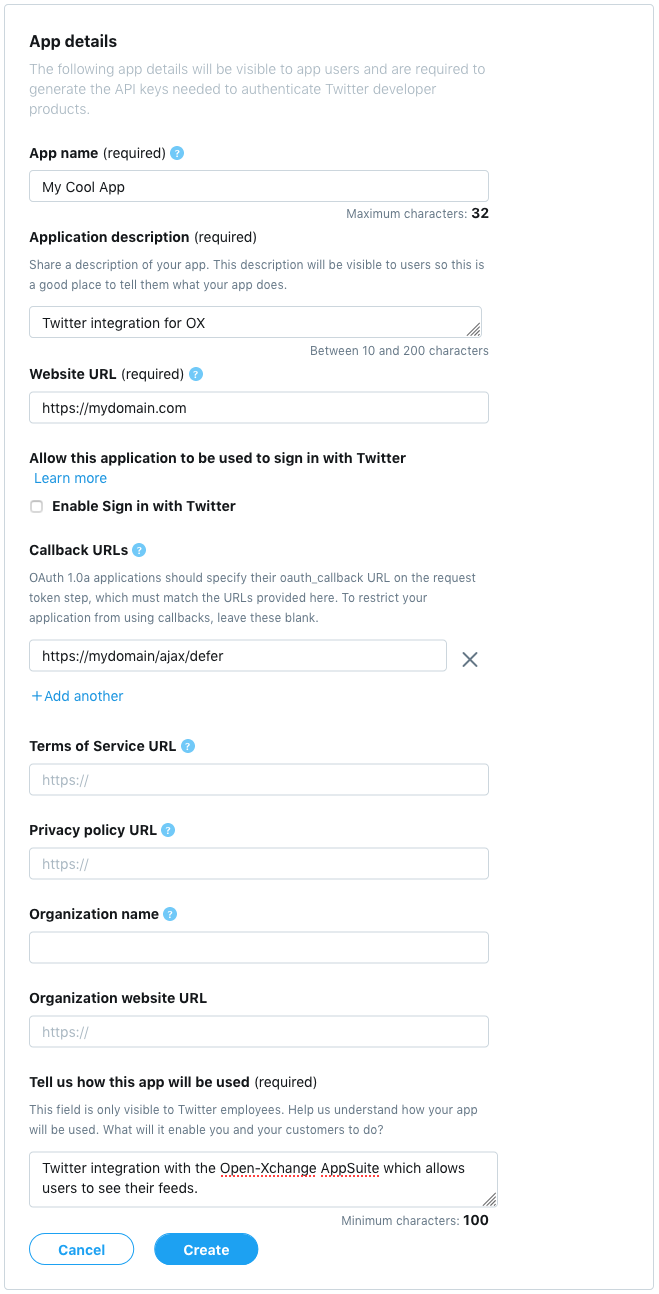 App details
The following app details will be visible to app users and are required to
generate the API keys needed to authenticate Twitter developer
products.
App name (required) ?
My Cool App
Maximum characters: 32
Application description (required)
Share a description of your app. This description will be visible to users so this is
a good place to tell them what your app does.
Twitter integration for OX
Between 10 and 200 characters
Website URL (required) ?
https://mydomain.com
Allow this application to be used to sign in with Twitter
Learn more
Enable Sign in with Twitter
Callback URLs ?
OAuth 1.0a applications should specify their oauth_callback URL on the request
token step, which must match the URLs provided here. To restrict your
application from using callbacks, leave these blank.
https://mydomain/ajax/defer
+Add another
Terms of Service URL ?
https://
Privacy policy URL ?
https://
Organization name ?
Organization website URL
https://
Tell us how this app will be used (required)
This field is only visible to Twitter employees. Help us understand how your app
will be used. What will it enable you and your customers to do?
Twitter integration with the Open-Xchange AppSuite which allows
users to see their feeds.
Minimum characters: 100
Cancel Create